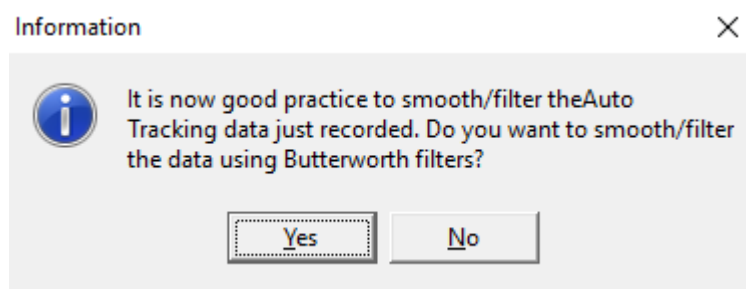 Information
It is now good practice to smooth/filter theAuto
Tracking data just recorded. Do you want to smooth/filter
the data using Butterworth filters?
Yes
No